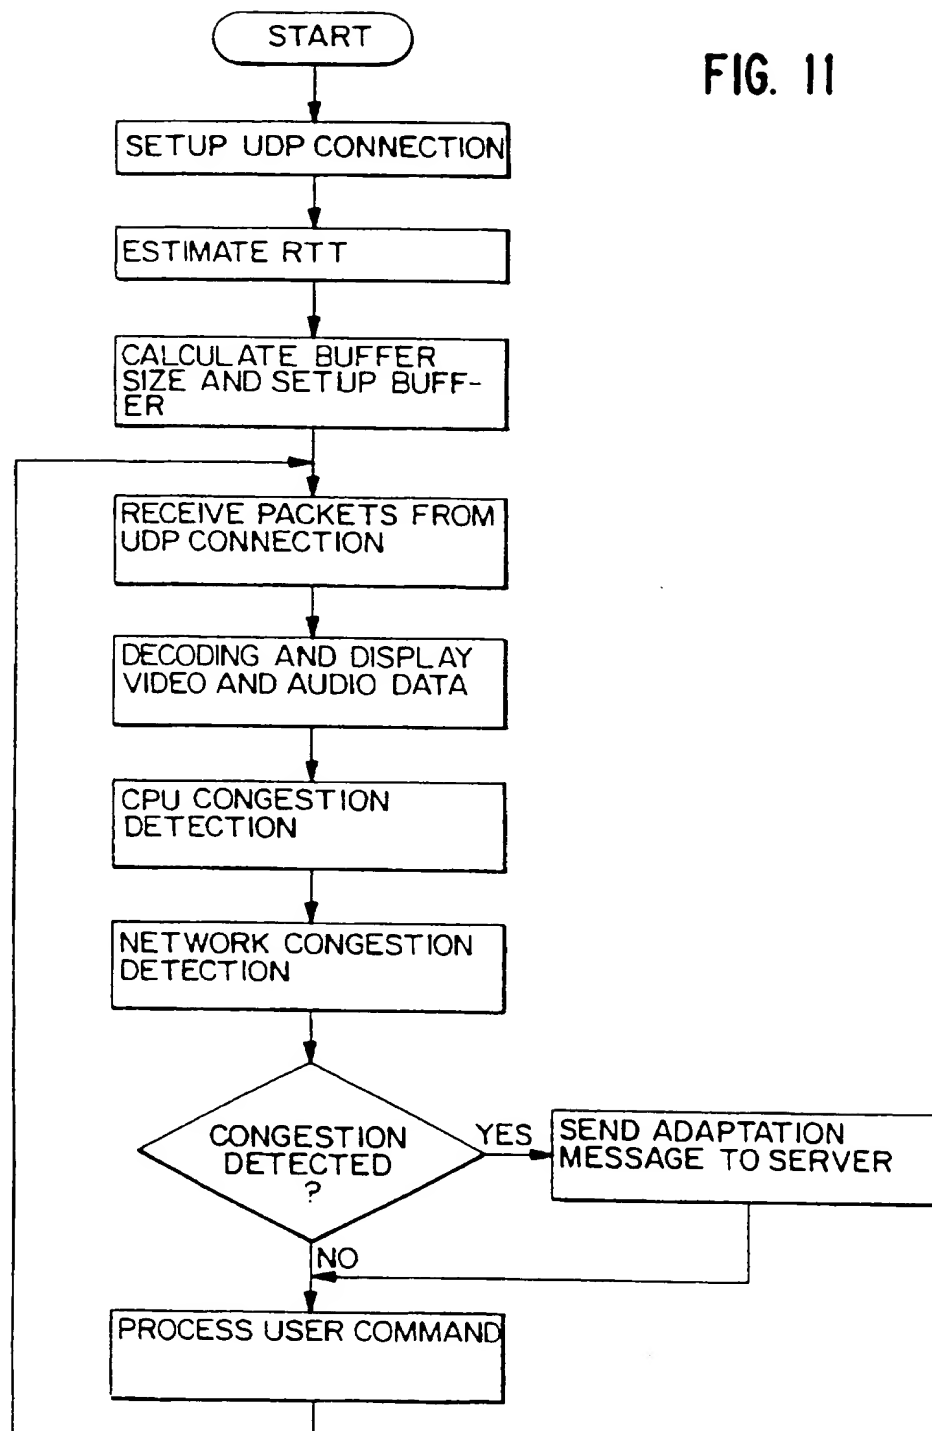 START
FIG. 11
SETUP UDP CONNECTION
ESTIMATE RTT
CALCULATE BUFFER
SIZE AND SETUP BUFF-
ER
RECEIVE PACKETS FROM
UDP CONNECTION
DECODING AND DISPLAY
VIDEO AND AUDIO DATA
CPU CONGESTION
DETECTION
NETWORK CONGESTION
DETECTION
CONGESTION
DETECTED
?
YES
SEND ADAPTATION
MESSAGE TO SERVER
NO
PROCESS USER COMMAND